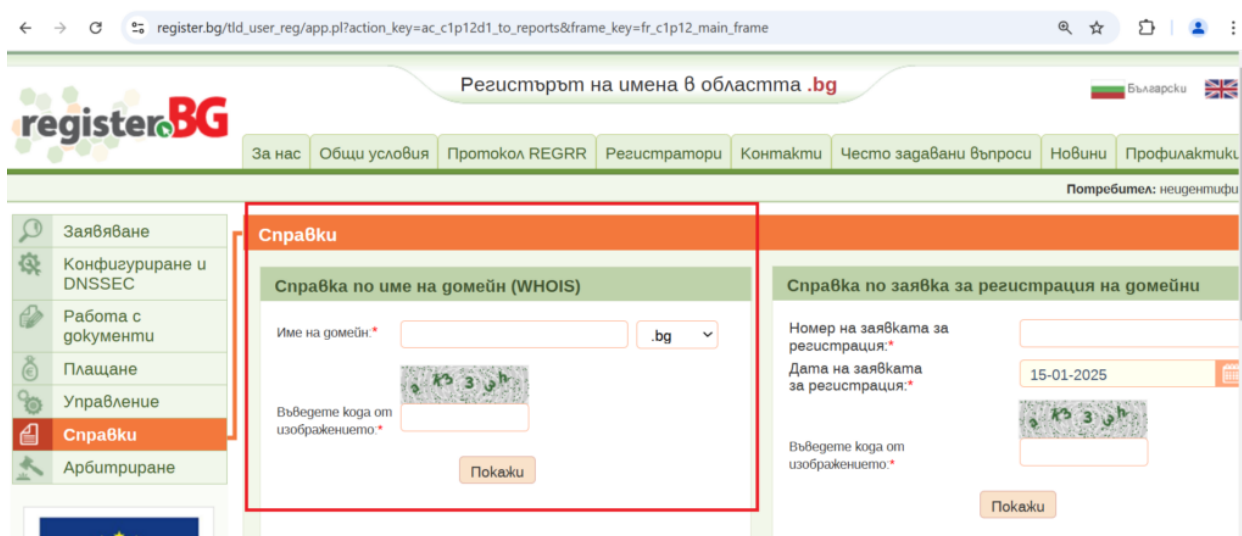 register.bg/tld_user_reg/app.pl?action_key=ac_c1p12d1_to_reports&frame_key=fr_c1p12_main_frame
Регистърът на имена в областта .bg
Български
register.BG
За нас
Общи условия
Протокол REGRR
Регистратори
Контакти
Често задавани въпроси
Новини
Потребител:
Заявяване
Конфигуриране и
DNSSEC
Работа с
документи
Плащане
Управление
Справки
Арбитриране
Справки
Справка по име на домейн (WHOIS)
Име на домейн:*
.bg
Въведете кода от
изображението:*
Покажи
Справка по заявка за регистрация на домейни
Номер на заявката за
регистрация:*
Дата на заявката
за регистрация:*
15-01-2025
Въведете кода от
изображението:*
Покажи